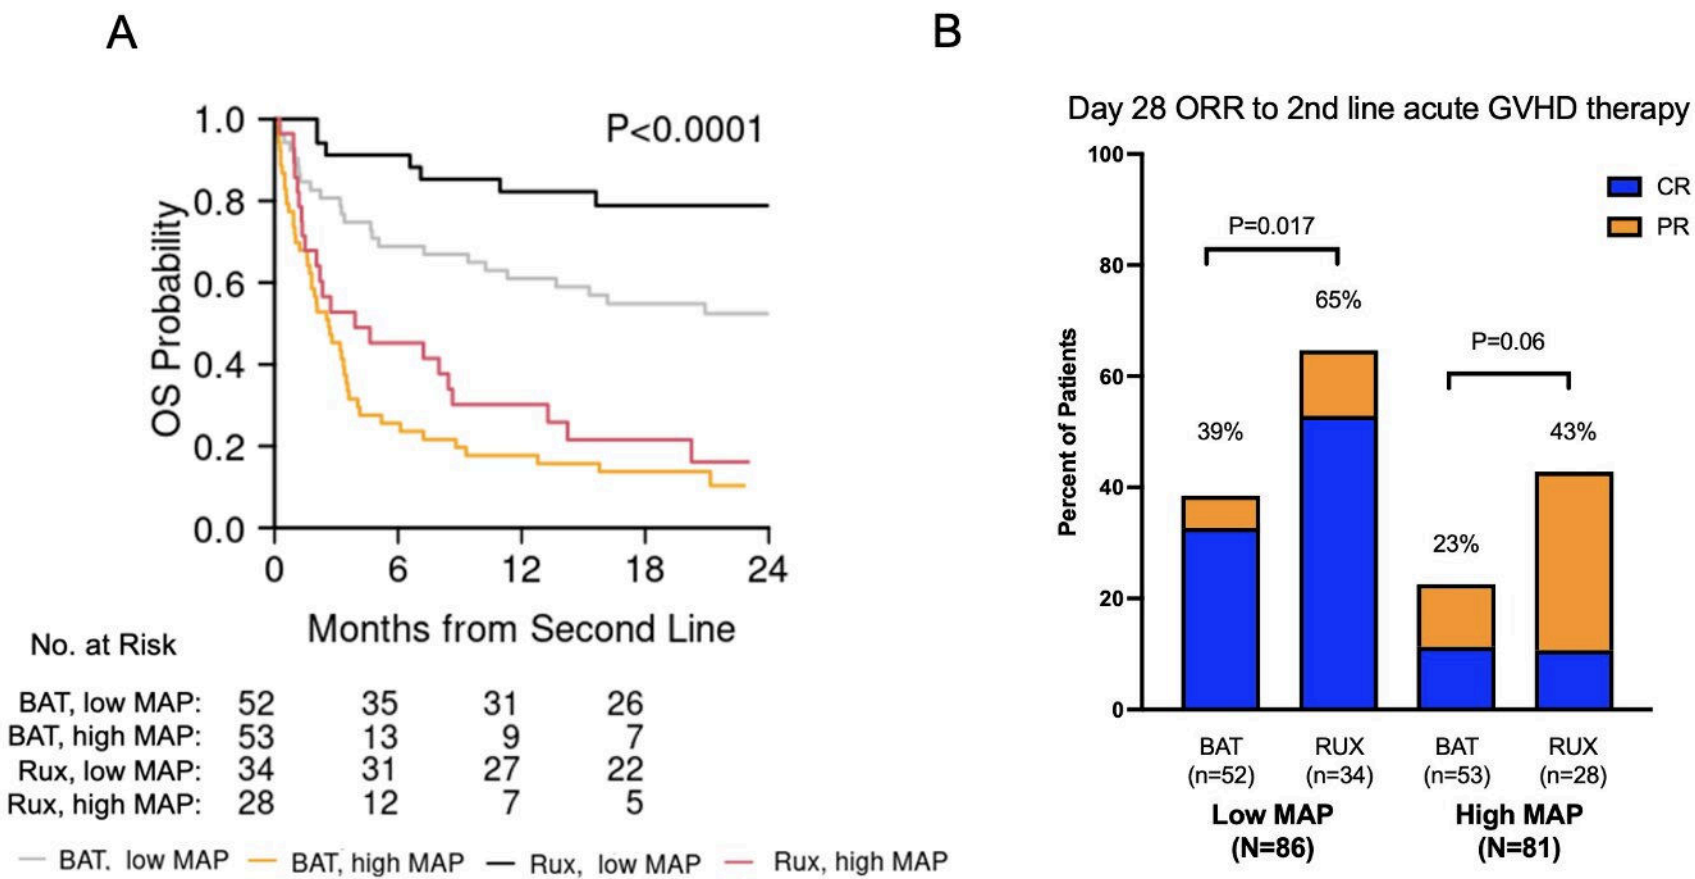 A
OS Probability
1.0
0.8
0.6
0.4
0.2
0.0
P<0.0001
0 6 12 18 24
Months from Second Line
No. at Risk
BAT, low MAP: 52 35 31 26
BAT, high MAP: 53 13 9 7
Rux, low MAP: 34 31 27 22
Rux, high MAP: 28 12 7 5
BAT. low MAP BAT, high MAP Rux, low MAP Rux, high MAP
B
Day 28 ORR to 2nd line acute GVHD therapy
CR
PR
Percent of Patients
100
80
60
40
20
0
P=0.017
39%
65%
P=0.06
23%
43%
BAT RUX BAT RUX
(n=52) (n=34) (n=53) (n=28)
Low MAP High MAP
(N=86) (N=81)